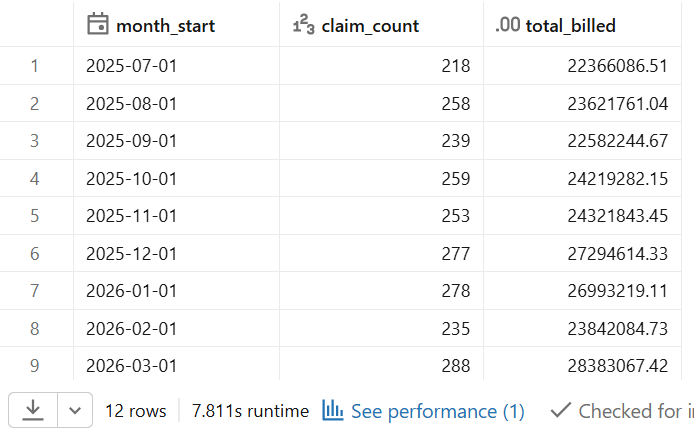 month_start 123 claim_count .00 total_billed
1 2025-07-01 218 22366086.51
2 2025-08-01 258 23621761.04
3 2025-09-01 239 22582244.67
4 2025-10-01 259 24219282.15
5 2025-11-01 253 24321843.45
6 2025-12-01 277 27294614.33
7 2026-01-01 278 26993219.11
8 2026-02-01 235 23842084.73
9 2026-03-01 288 28383067.42
12 rows 7.811s runtime See performance (1) Checked for